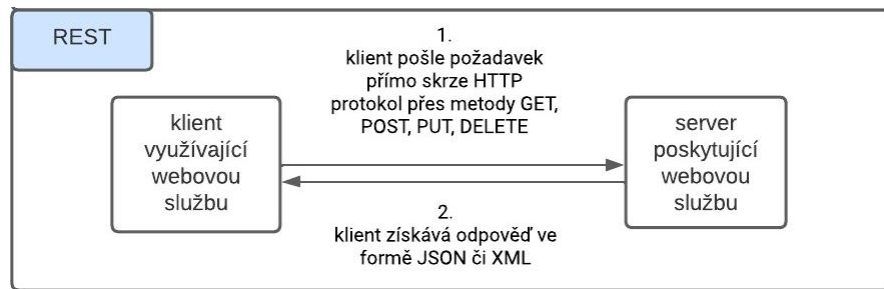 REST
1.
klient pošle požadavek
přímo skrze HTTP
protokol přes metody GET,
POST, PUT, DELETE
klient
využívající
webovou
službu
server
poskytující
webovou
službu
2.
klient získává odpověď ve
formě JSON či XML